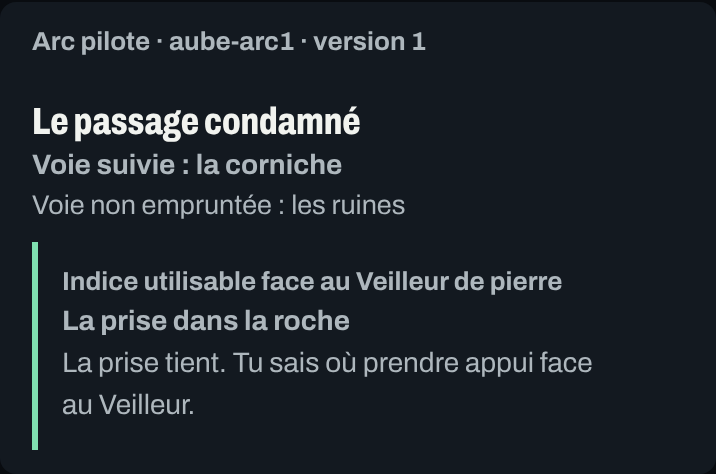 Arc pilote · aube-arc1 · version 1
Le passage condamné
Voie suivie : la corniche
Voie non empruntée : les ruines
Indice utilisable face au Veilleur de pierre
La prise dans la roche
La prise tient. Tu sais où prendre appui face
au Veilleur.